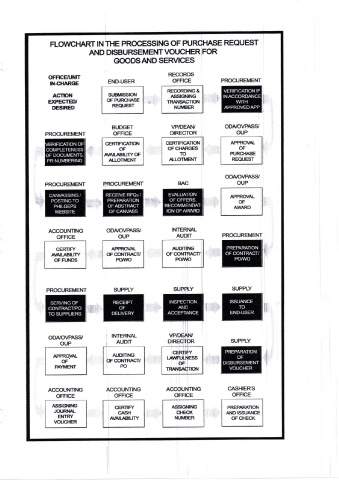 FLOWCHART IN THE PROCESSING OF PURCHASE REQUEST
AND DISBURSEMENT VOUCHER FOR
GOODS AND SERVICES
OFFICE/UNIT
IN-CHARGE
ACTION
EXPECTED/
DESIRED
END-USER
SUBMISSION
OF PURCHASE
REQUEST
RECORDS
OFFICE
RECORDING &
ASSIGNING
TRANSACTION
NUMBER
PROCUREMENT
VERIFICATION IF
IN ACCORDANCE
WITH
APPROVED APP
PROCUREMENT
VERIFICATION OF
COMPLETENESS
OF DOCUMENTS
PR NUMBERING
BUDGET
OFFICE
CERTIFICATION
OF
AVAILABILITY OF
ALLOTMENT
VP/DEAN/
DIRECTOR
CERTIFICATION
OF CHARGES
TO
ALLOTMENT
ODA/OVPASS/
OUP
APPROVAL
OF
PURCHASE
REQUEST
PROCUREMENT
CANVASSING /
POSTING TO
PHILGEPS
WEBSITE
PROCUREMENT
RECEIVE RFQs
PREPARATION
OF ABSTRACT
OF CANVASS
BAC
EVALUATION
OF OFFERS,
RECOMMENDAT
ION OF AWARD
ODA/OVPASS/
OUP
APPROVAL
OF
AWARD
ACCOUNTING
OFFICE
CERTIFY
AVAILABILITY
OF FUNDS
ODA/OVPASS/
OUP
APPROVAL
OF CONTRACT/
PO/WO
INTERNAL
AUDIT
AUDITING
OF CONTRACT/
PO/WO
PROCUREMENT
PREPARATION
OF CONTRACT/
PO/WO
PROCUREMENT
SERVING OF
CONTRACT/PO
TO SUPPLIERS
SUPPLY
RECEIPT
OF
DELIVERY
SUPPLY
INSPECTION
AND
ACCEPTANCE
SUPPLY
ISSUANCE
TO
END-USER
ODA/OVPASS/
OUP
APPROVAL
OF
PAYMENT
INTERNAL
AUDIT
AUDITING
OF CONTRACT/
PO
VP/DEAN/
DIRECTOR
CERTIFY
LAWFULNESS
OF
TRANSACTION
SUPPLY
PREPARATION
OF
DISBURSEMENT
VOUCHER
ACCOUNTING
OFFICE
ASSIGNING
JOURNAL
ENTRY
VOUCHER
ACCOUNTING
OFFICE
CERTIFY
CASH
AVAILABILITY
ACCOUNTING
OFFICE
ASSIGNING
CHECK
NUMBER
CASHIER'S
OFFICE
PREPARATION
AND ISSUANCE
OF CHECK